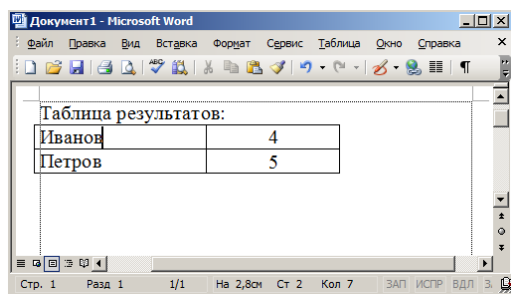 Документ1 - Microsoft Word
Файл Правка Вид Вставка Формат Сервис Таблица Окно Справка
ABC
Таблица результатов:
Иванов 4
Петров 5
Стр. 1 Разд 1 1/1 На 2,8см Ст 2 Кол 7 ЗАП ИСПР ВДЛ